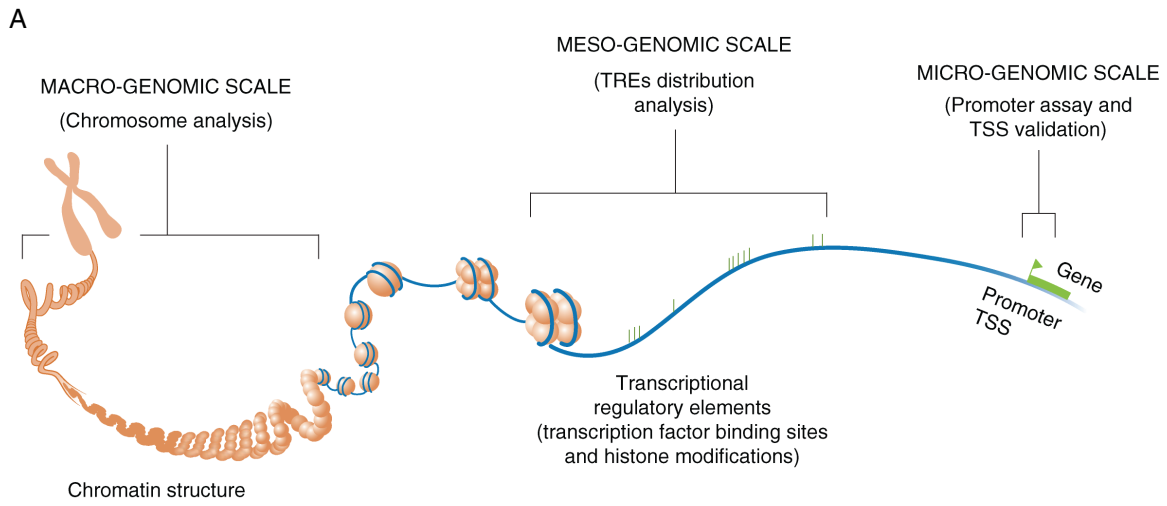 A
MACRO-GENOMIC SCALE
(Chromosome analysis)
MESO-GENOMIC SCALE
(TREs distribution
analysis)
MICRO-GENOMIC SCALE
(Promoter assay and
TSS validation)
Gene
Promoter
TSS
Transcriptional
regulatory elements
(transcription factor binding sites
and histone modifications)
Chromatin structure